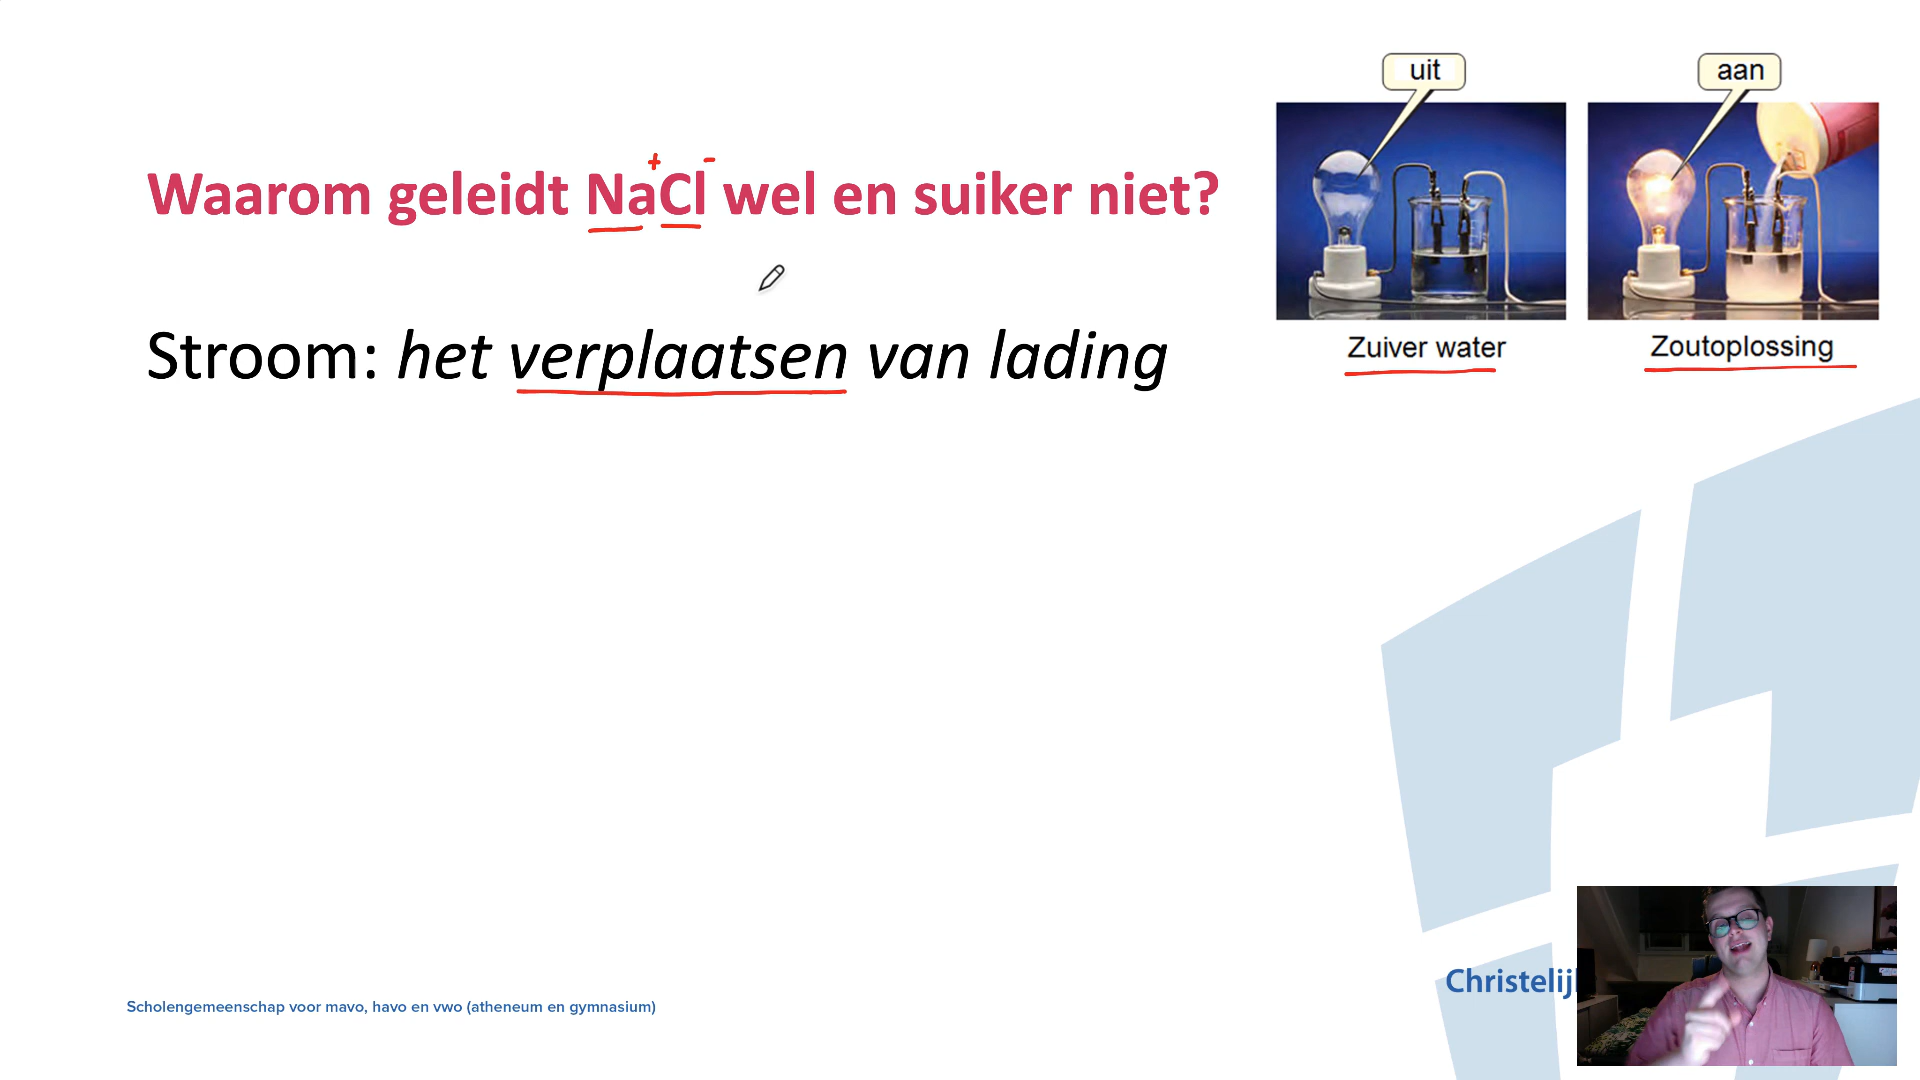 uit
aan
+ -
Waarom geleidt NaCl wel en suiker niet?
Zuiver water
Zoutoplossing
Stroom: het verplaatsen van lading
Scholengemeenschap voor mavo, havo en vwo (atheneum en gymnasium)